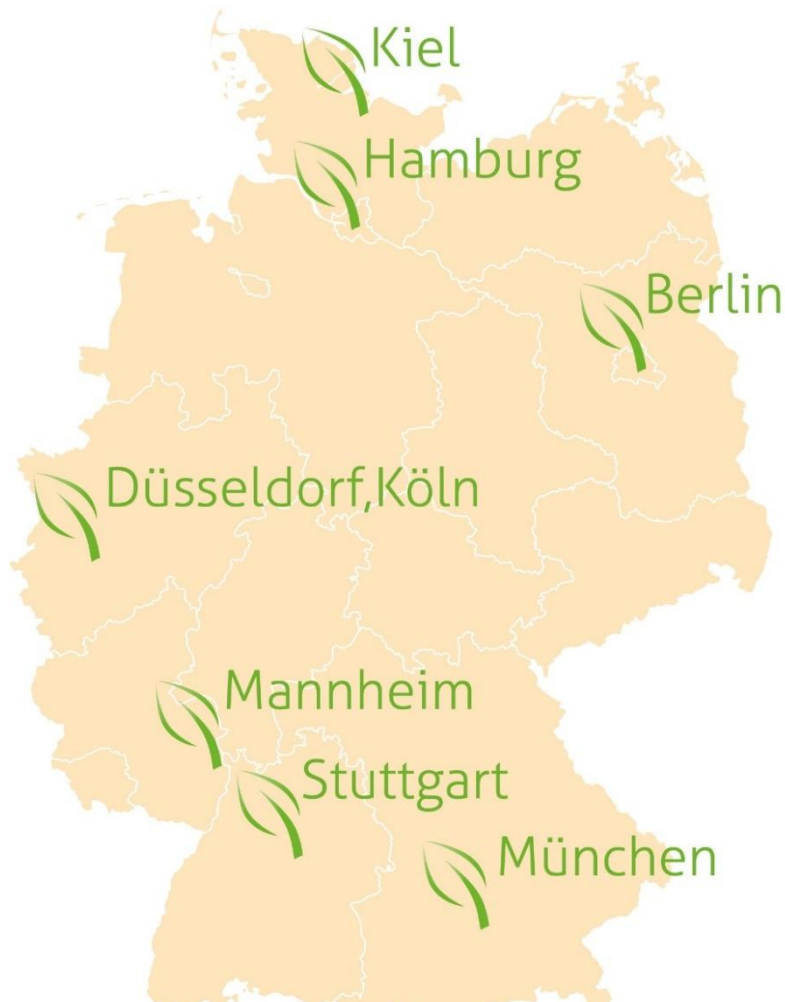 Kiel
Hamburg
Berlin
Düsseldorf,Köln
Mannheim
Stuttgart
München